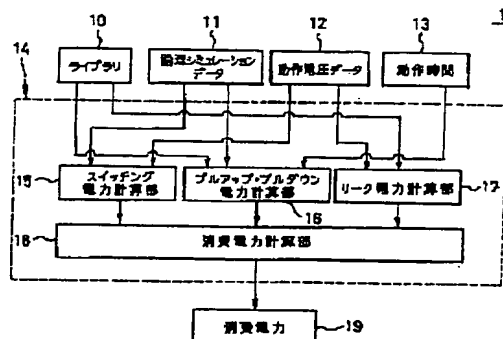 1
14
10
11
12
13
ライブラリ
論理シミュレーション
データ
動作電圧データ
動作時間
15
スイッチング
電力計算部
プルアップ・プルダウン
電力計算部
16
リーク電力計算部
17
18
消費電力計算部
消費電力
19